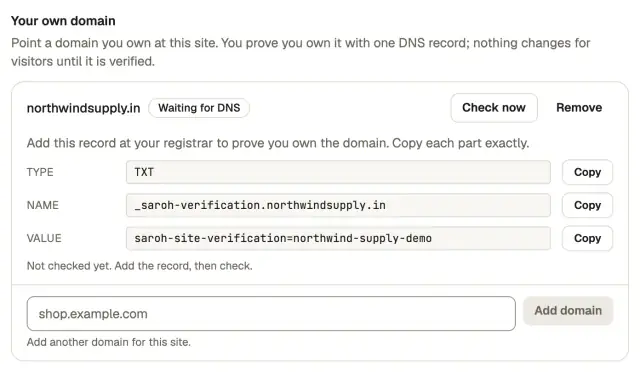 Your own domain
Point a domain you own at this site. You prove you own it with one DNS record; nothing changes for
visitors until it is verified.
northwindsupply.in Waiting for DNS Check now Remove
Add this record at your registrar to prove you own the domain. Copy each part exactly.
TYPE TXT Copy
NAME _saroh-verification.northwindsupply.in Copy
VALUE saroh-site-verification=northwind-supply-demo Copy
Not checked yet. Add the record, then check.
shop.example.com Add domain
Add another domain for this site.